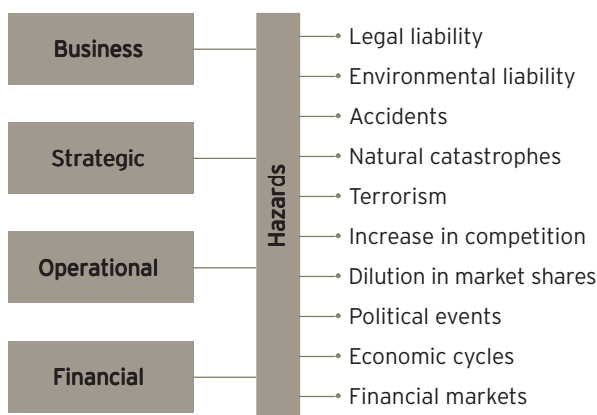 Business
Strategic
Operational
Financial
Hazards
Legal liability
Environmental liability
Accidents
Natural catastrophes
Terrorism
Increase in competition
Dilution in market shares
Political events
Economic cycles
Financial markets